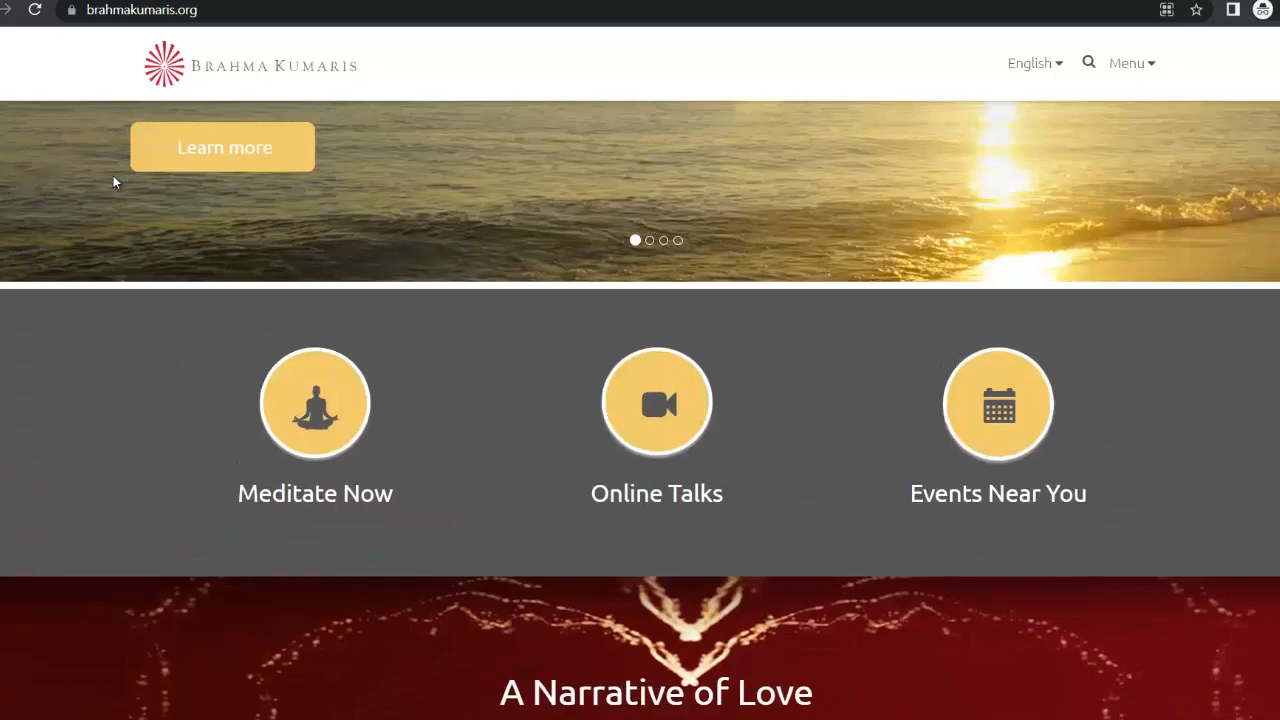 brahmakumaris.org
BRAHMA KUMARIS
English
Menu
Learn more
Meditate Now
Online Talks
Events Near You
A Narrative of Love